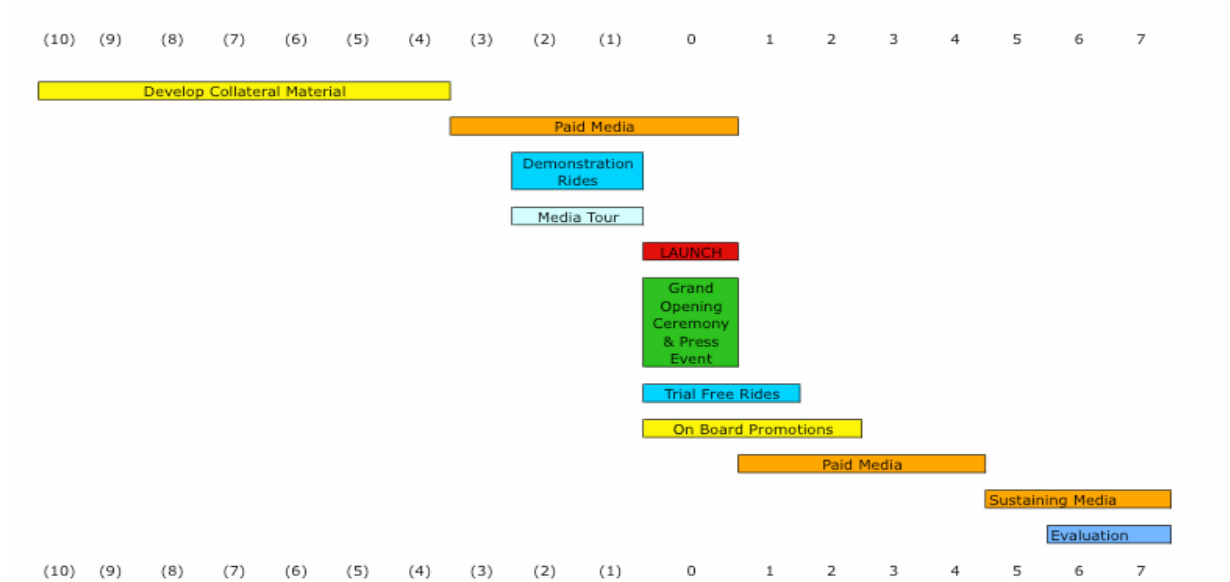 (10) (9) (8) (7) (6) (5) (4) (3) (2) (1) 0 1 2 3 4 5 6 7
Develop Collateral Material
Paid Media
Demonstration
Rides
Media Tour
LAUNCH
Grand
Opening
Ceremony
& Press
Event
Trial Free Rides
On Board Promotions
Paid Media
Sustaining Media
Evaluation
(10) (9) (8) (7) (6) (5) (4) (3) (2) (1) 0 1 2 3 4 5 6 7